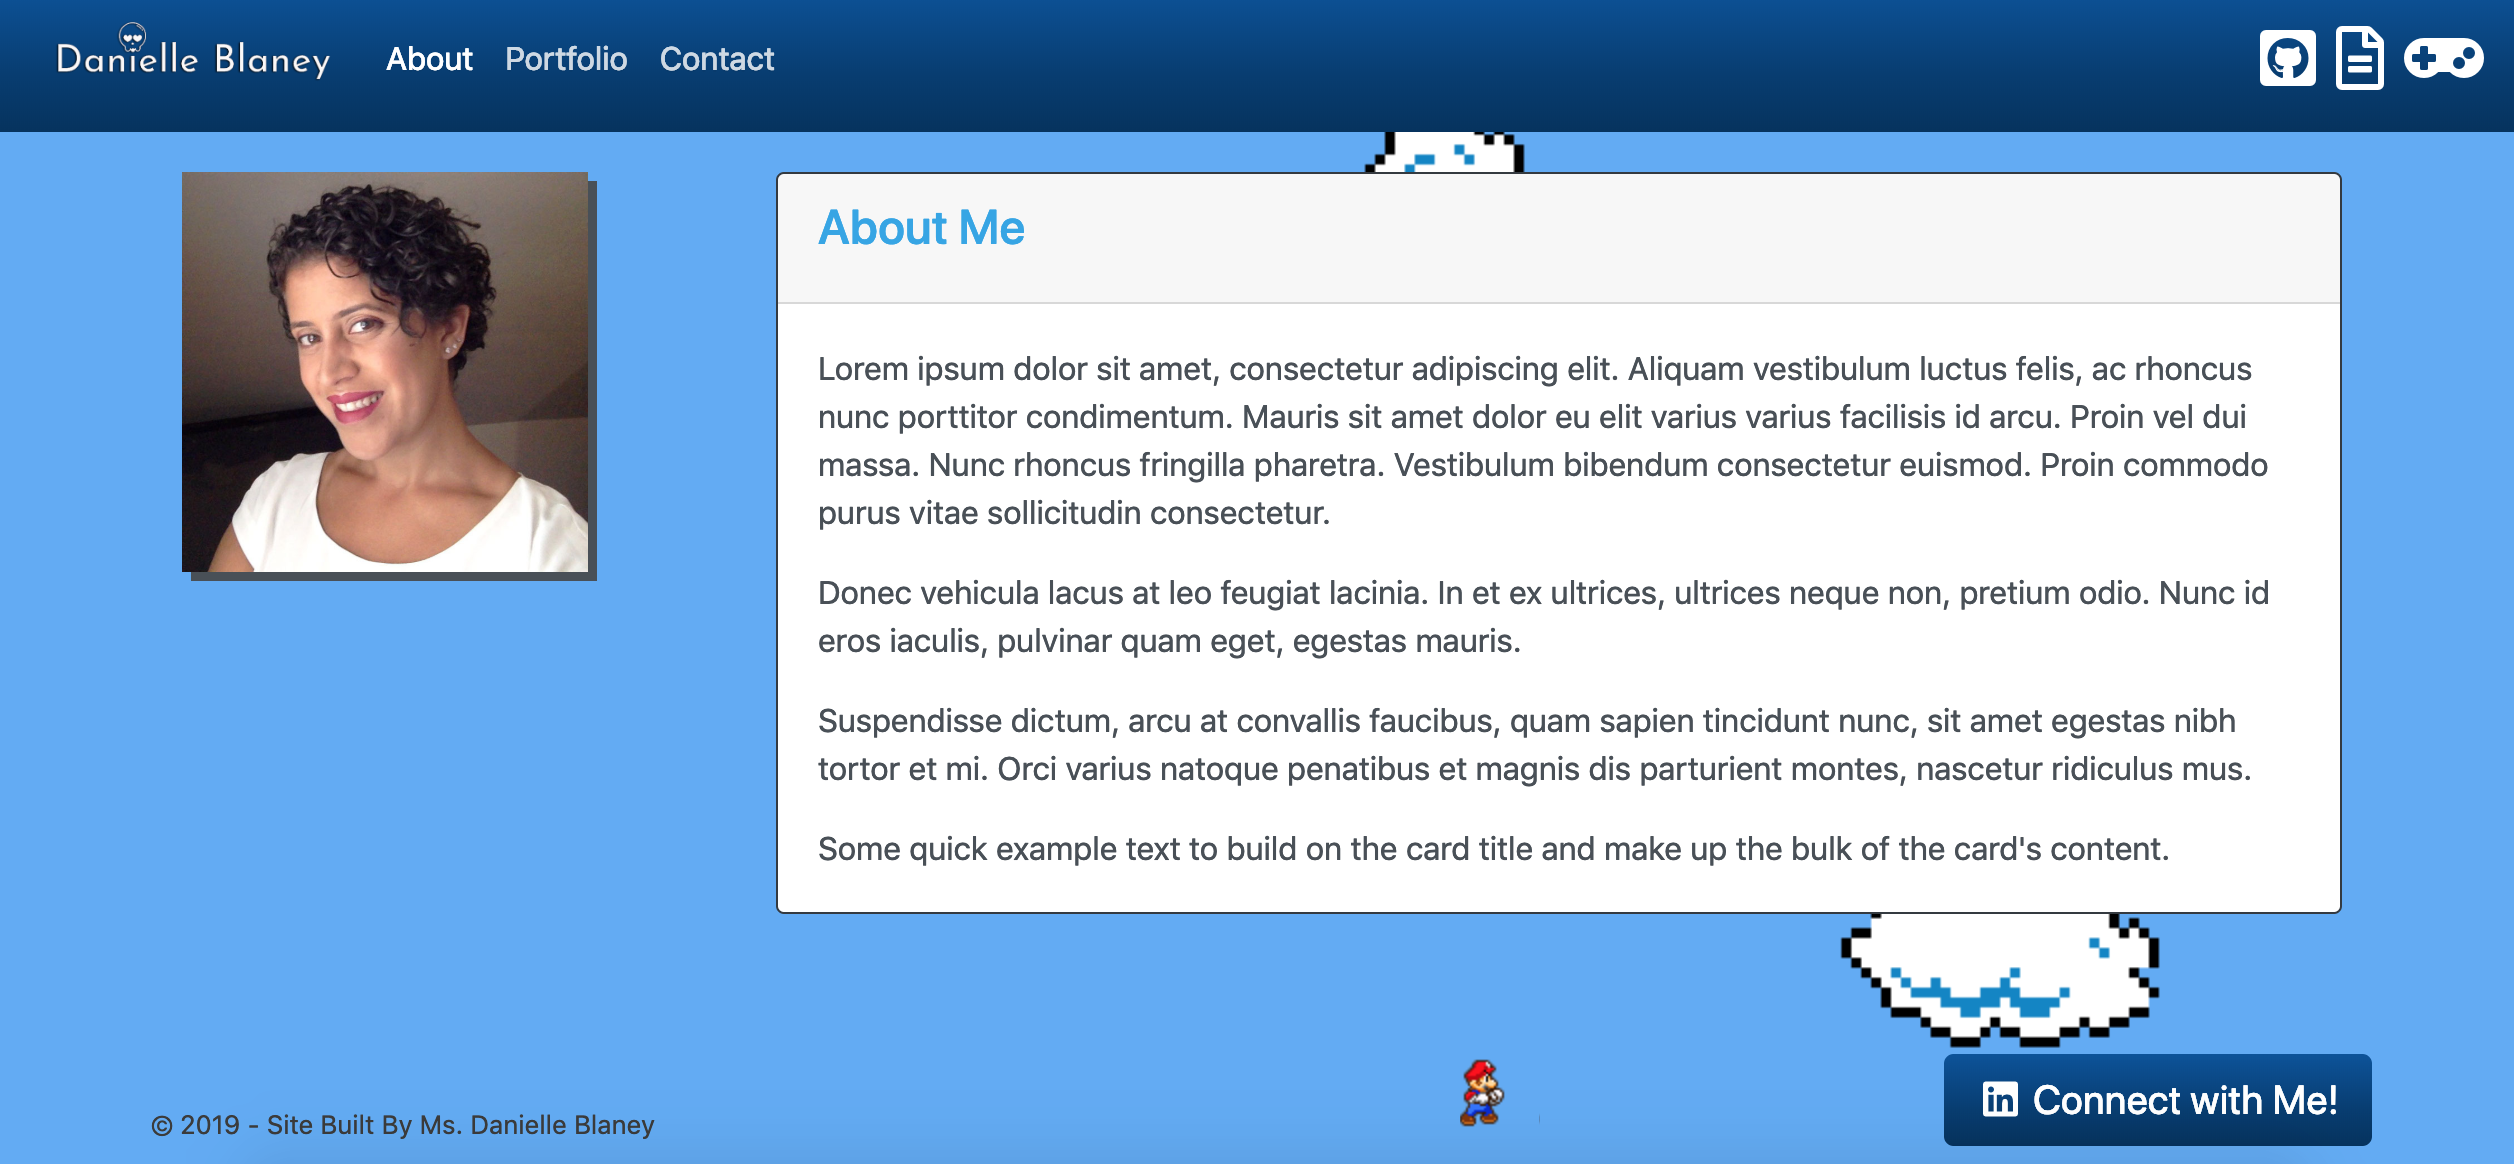 Danielle Blaney
About
Portfolio
Contact
About Me
Lorem ipsum dolor sit amet, consectetur adipiscing elit. Aliquam vestibulum luctus felis, ac rhoncus
nunc porttitor condimentum. Mauris sit amet dolor eu elit varius varius facilisis id arcu. Proin vel dui
massa. Nunc rhoncus fringilla pharetra. Vestibulum bibendum consectetur euismod. Proin commodo
purus vitae sollicitudin consectetur.
Donec vehicula lacus at leo feugiat lacinia. In et ex ultrices, ultrices neque non, pretium odio. Nunc id
eros iaculis, pulvinar quam eget, egestas mauris.
Suspendisse dictum, arcu at convallis faucibus, quam sapien tincidunt nunc, sit amet egestas nibh
tortor et mi. Orci varius natoque penatibus et magnis dis parturient montes, nascetur ridiculus mus.
Some quick example text to build on the card title and make up the bulk of the card's content.
© 2019 - Site Built By Ms. Danielle Blaney
in Connect with Me!